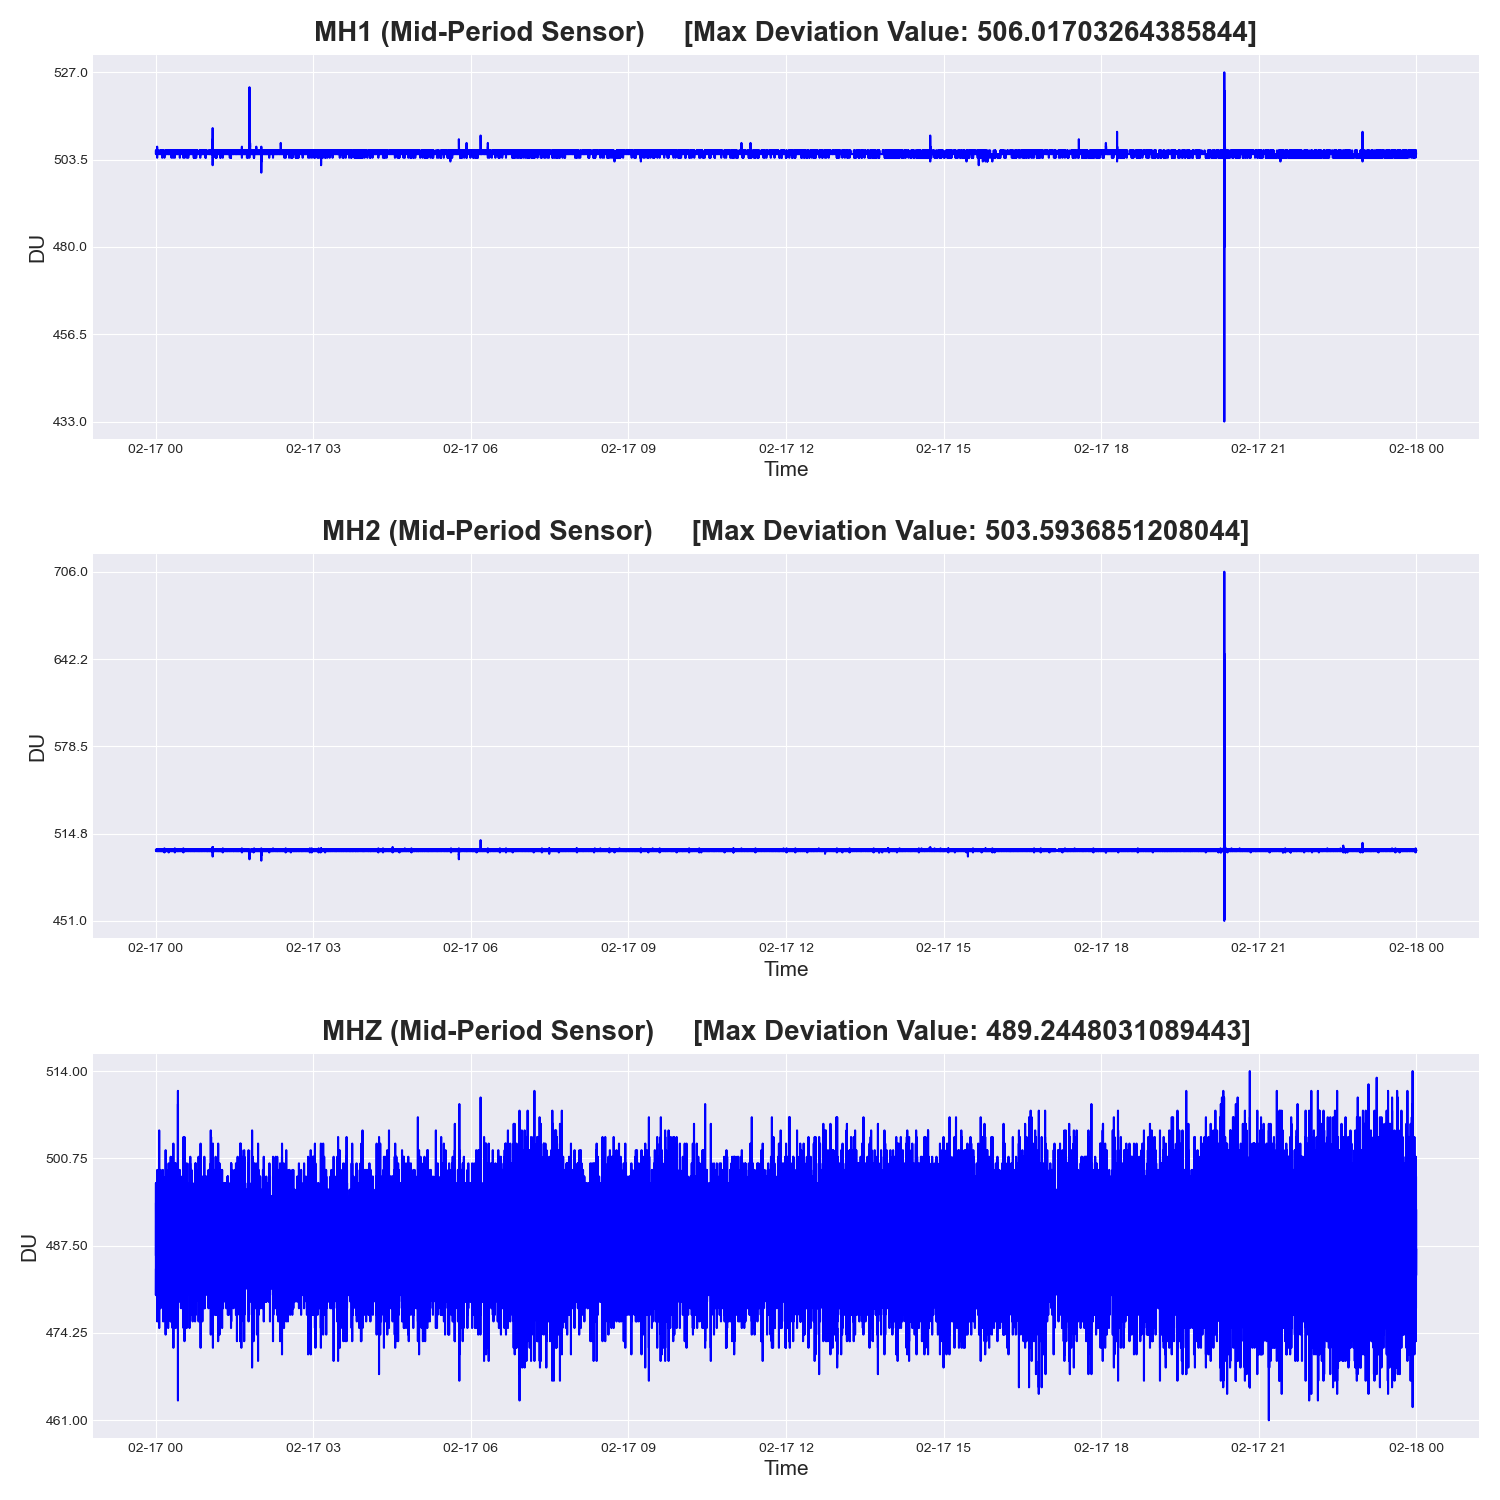 MH1 (Mid-Period Sensor) [Max Deviation Value: 506.01703264385844]
527.0
503.5
480.0
456.5
433.0
DU
02-17 00 02-17 03 02-17 06 02-17 09 02-17 12 02-17 15 02-17 18 02-17 21 02-18 00
Time
MH2 (Mid-Period Sensor) [Max Deviation Value: 503.5936851208044]
706.0
642.2
578.5
514.8
451.0
DU
02-17 00 02-17 03 02-17 06 02-17 09 02-17 12 02-17 15 02-17 18 02-17 21 02-18 00
Time
MHZ (Mid-Period Sensor) [Max Deviation Value: 489.2448031089443]
514.00
500.75
487.50
474.25
461.00
DU
02-17 00 02-17 03 02-17 06 02-17 09 02-17 12 02-17 15 02-17 18 02-17 21 02-18 00
Time